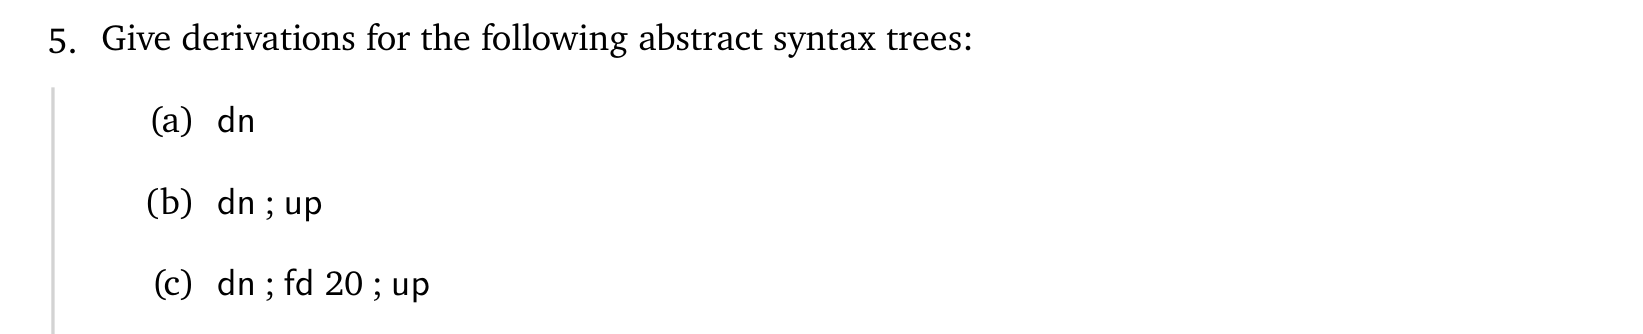 5. Give derivations for the following abstract syntax trees:
(a) dn
(b) dn ; up
(c) dn ; fd 20 ; up